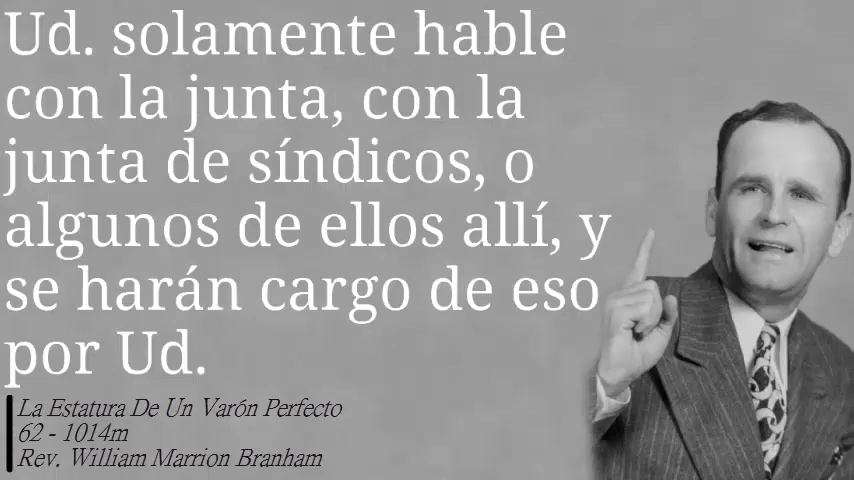 Ud. solamente hable
con la junta, con la
junta de síndicos, o
algunos de ellos allí, y
se harán cargo de eso
por Ud.
La Estatura De Un Varón Perfecto
62 - 1014m
Rev. William Marrion Branham